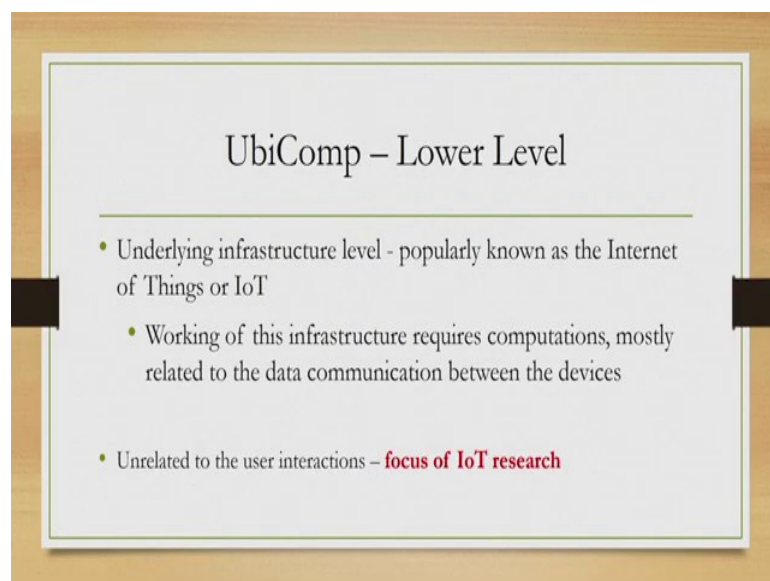 UbiComp – Lower Level
• Underlying infrastructure level - popularly known as the Internet
of Things or IoT
• Working of this infrastructure requires computations, mostly
related to the data communication between the devices
• Unrelated to the user interactions – focus of IoT research